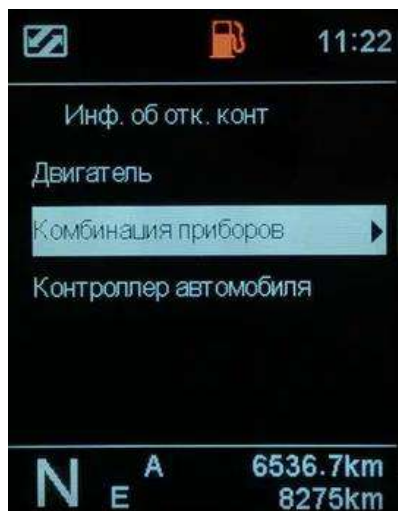 11:22
Инф. об отк. конт
Двигатель
Комбинация приборов
Контроллер автомобиля
N E A 6536.7km
8275km